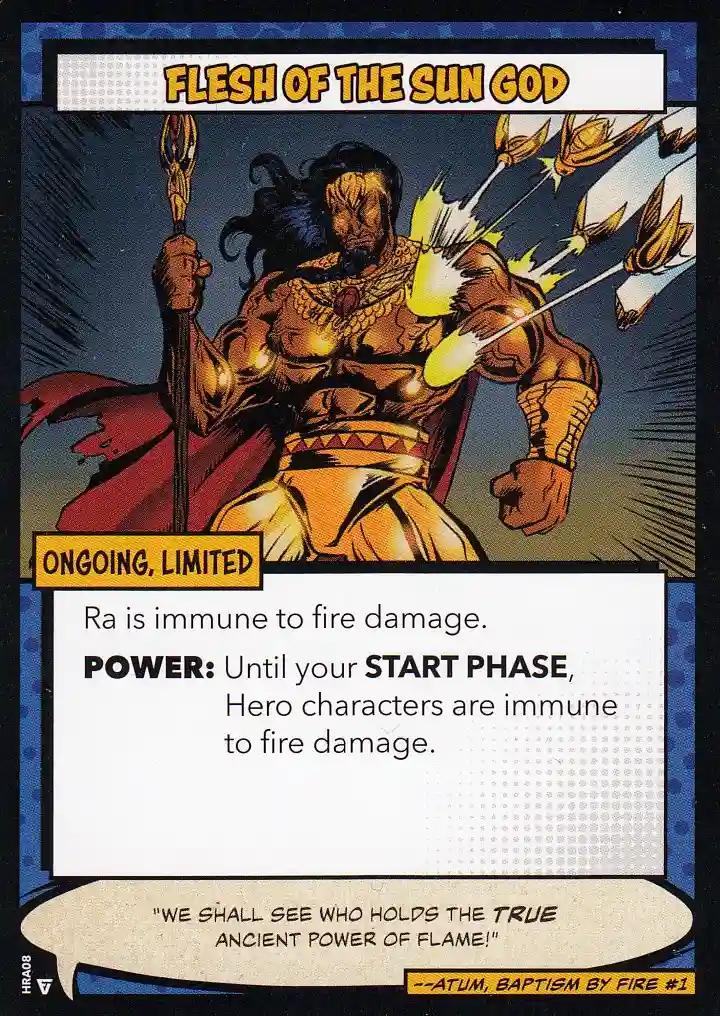 FLESH OF THE SUN GOD
ONGOING, LIMITED
Ra is immune to fire damage.
POWER: Until your START PHASE,
Hero characters are immune
to fire damage.
"WE SHALL SEE WHO HOLDS THE TRUE
ANCIENT POWER OF FLAME!"
--ATUM, BAPTISM BY FIRE #1
HRA08